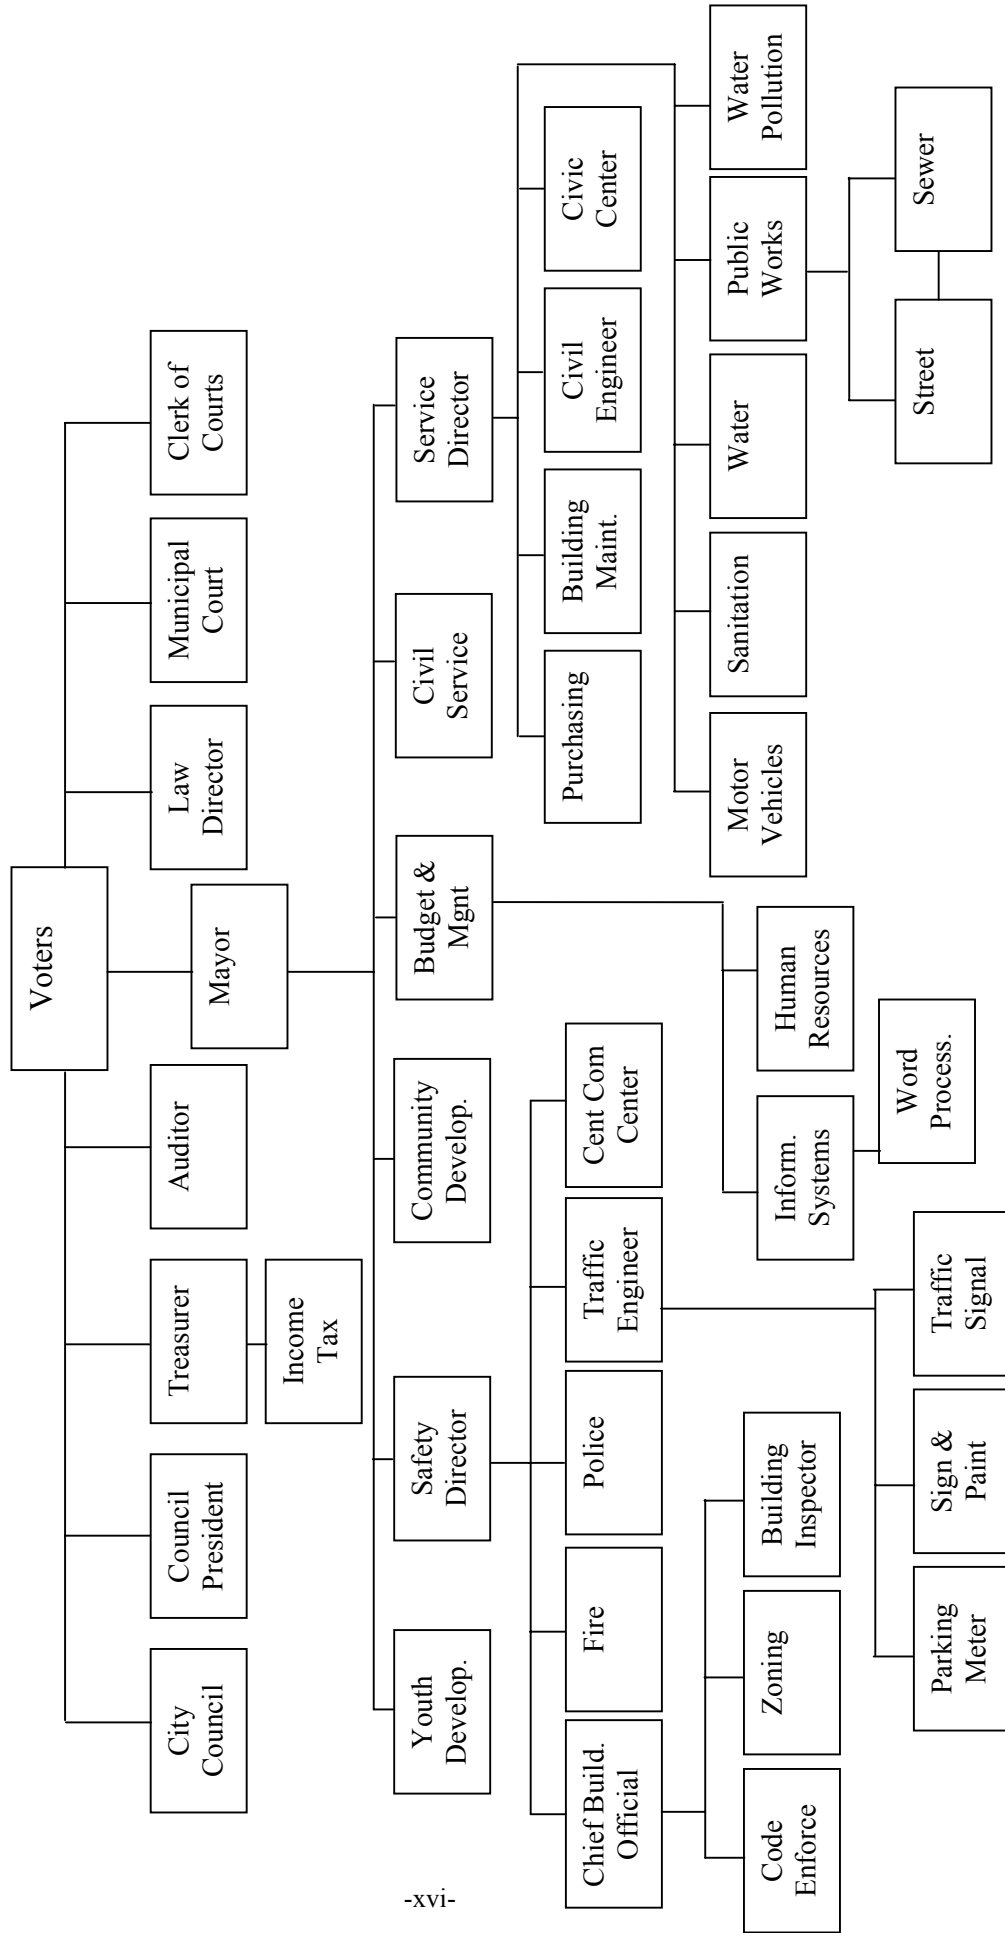 Voters
City
Council
Council
President
Treasurer
Auditor
Law
Director
Municipal
Court
Clerk of
Courts
Mayor
Income
Tax
Youth
Develop.
Safety
Director
Community
Develop.
Budget &
Mgnt
Civil
Service
Service
Director
Chief Build.
Official
Fire
Police
Traffic
Engineer
Cent Com
Center
Purchasing
Building
Maint.
Civil
Engineer
Civic
Center
Code
Enforce
Zoning
Building
Inspector
Inform.
Systems
Human
Resources
Motor
Vehicles
Sanitation
Water
Public
Works
Water
Pollution
Word
Process.
Parking
Meter
Sign &
Paint
Traffic
Signal
Street
Sewer
-xvi-